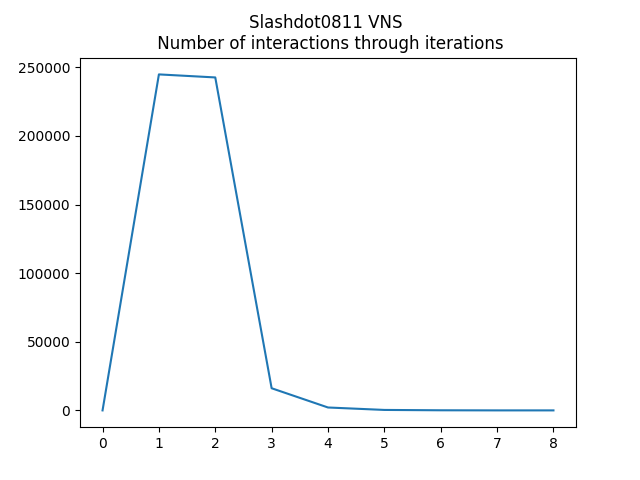 Slashdot0811 VNS
Number of interactions through iterations
250000
200000
150000
100000
50000
0
0 1 2 3 4 5 6 7 8